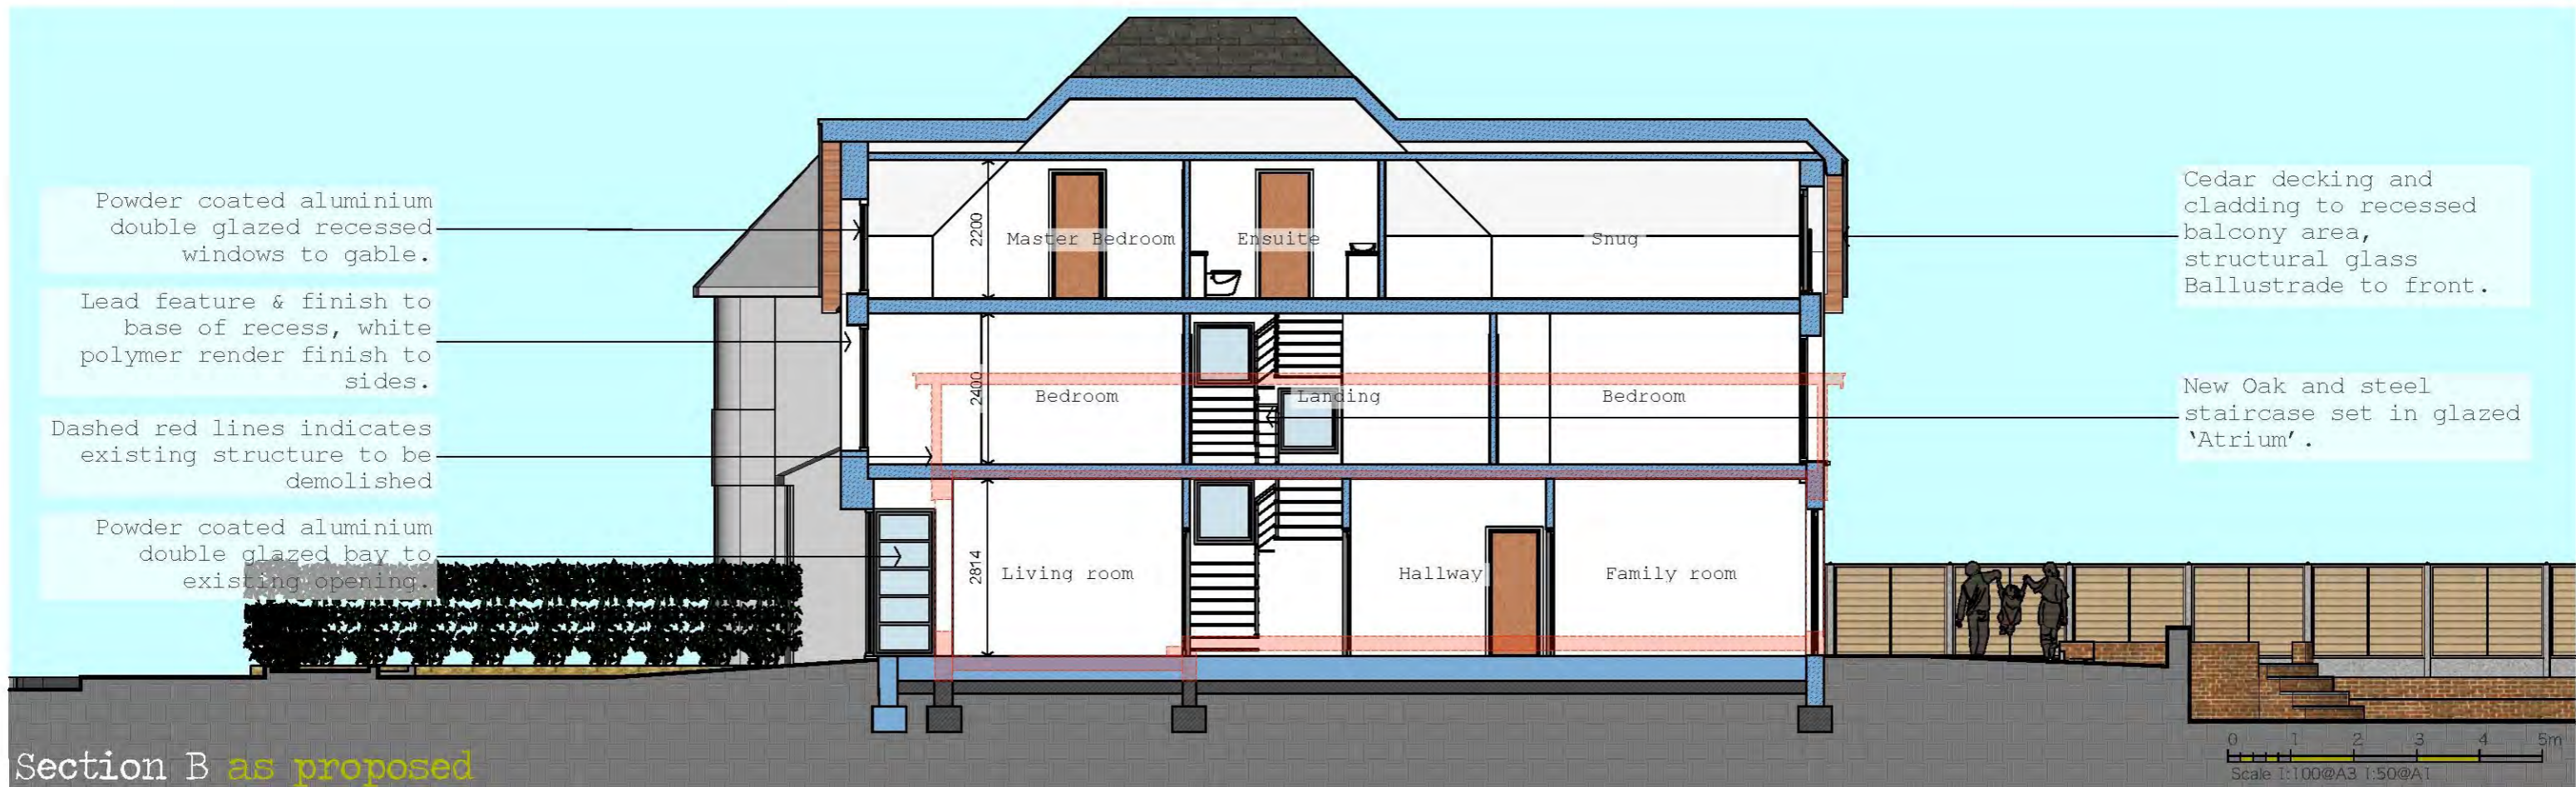 Powder coated aluminium
double glazed recessed
windows to gable.
Lead feature & finish to
base of recess, white
polymer render finish to
sides.
Dashed red lines indicates
existing structure to be
demolished
Powder coated aluminium
double glazed bay to
existing opening.
2200
Master Bedroom
Ensuite
Snug
2400
Bedroom
Landing
Bedroom
2814
Living room
Hallway
Family room
Cedar decking and
cladding to recessed
balcony area,
structural glass
Ballustrade to front.
New Oak and steel
staircase set in glazed
'Atrium'.
Section B as proposed
0 1 2 3 4 5m
Scale 1:100@A3 1:50@A1